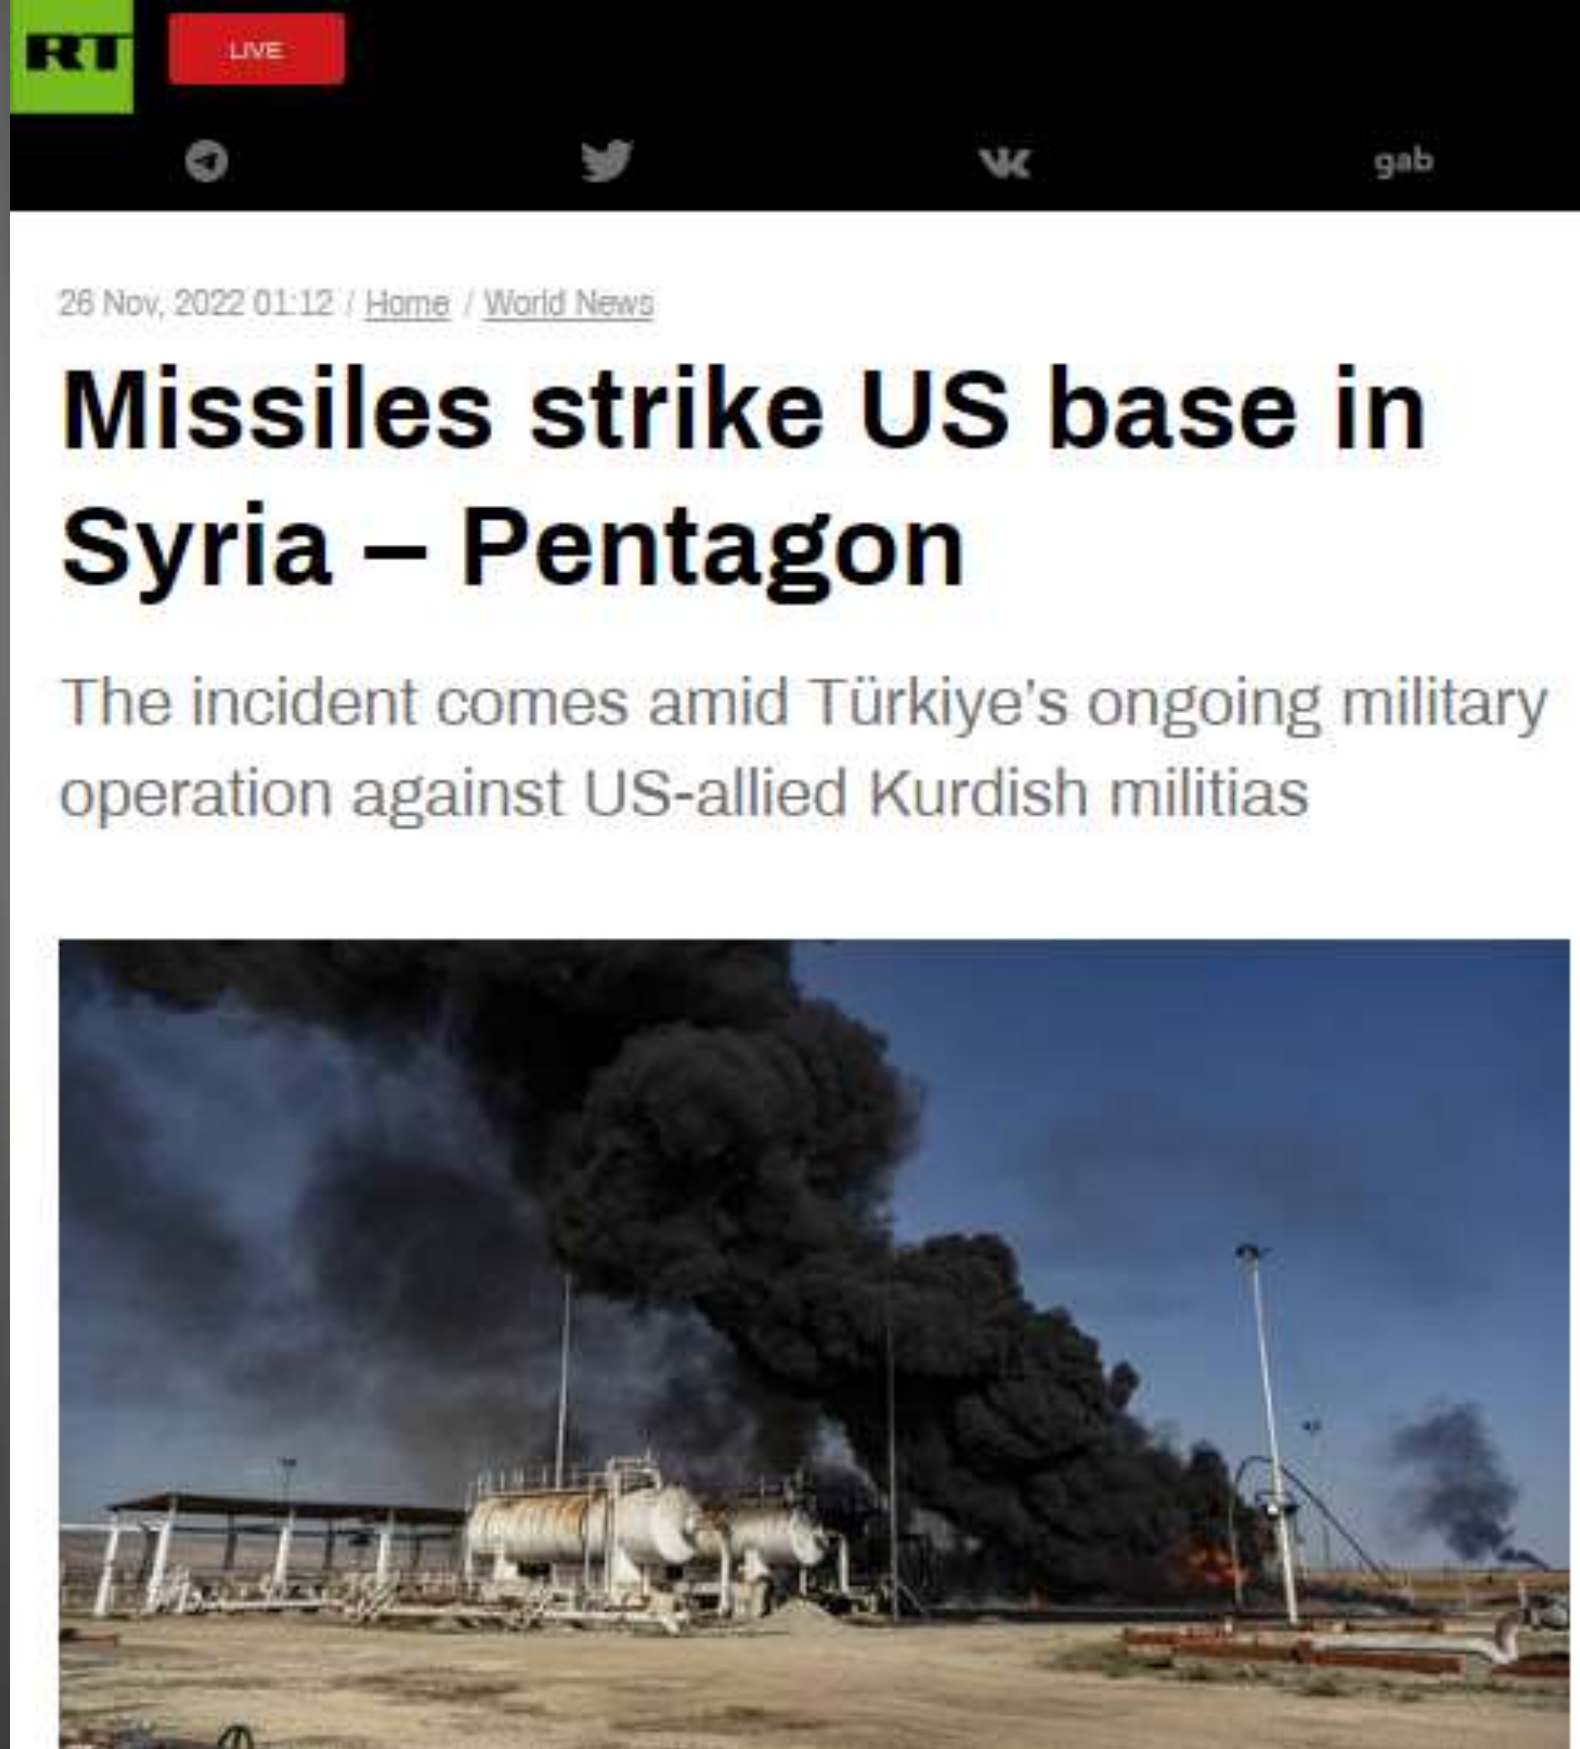 RT
LIVE
gab
26 Nov, 2022 01:12 / Home / World News
Missiles strike US base in
Syria – Pentagon
The incident comes amid Türkiye's ongoing military
operation against US-allied Kurdish militias